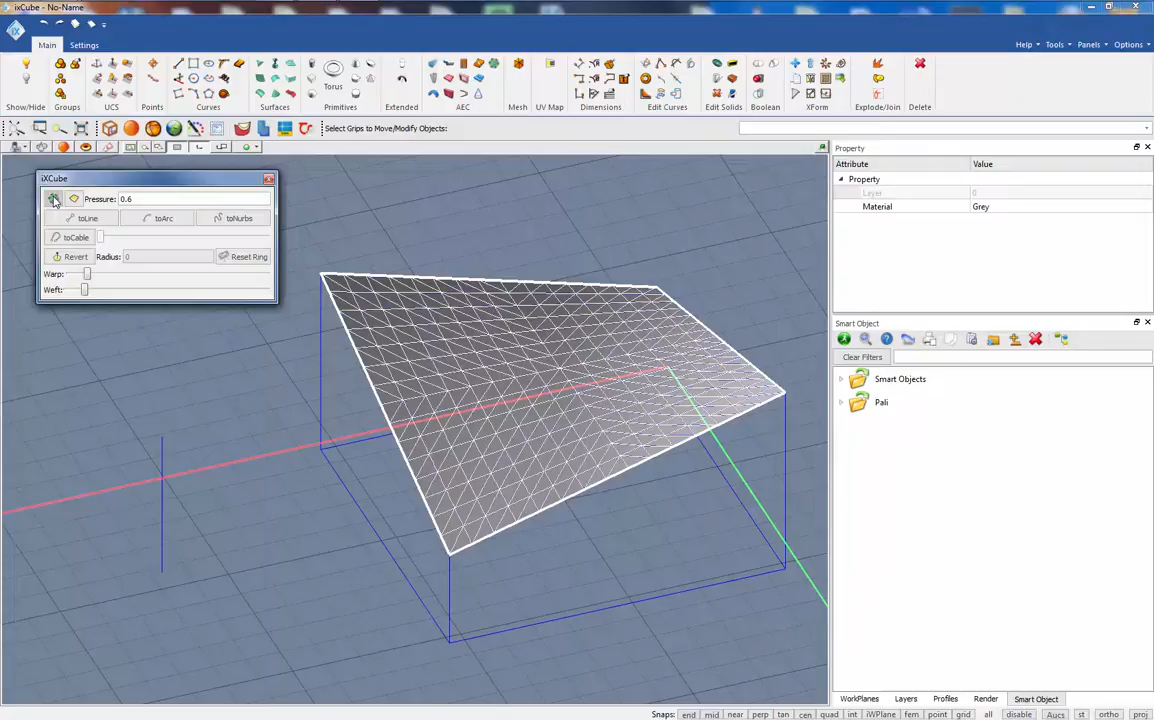 ixCube - No-Name
Main Settings
Help Tools Panels Options
Torus
Show/Hide Groups UCS Points Curves Surfaces Primitives Extended AEC Mesh UV Map Dimensions Edit Curves Edit Solids Boolean XForm Explode/Join Delete
Select Grips to Move/Modify Objects:
Property
Attribute Value
Property
Layer 0
Material Grey
iXCube
Pressure: 0.6
toLine toArc toNurbs
toCable
Revert Radius: 0 Reset Ring
Warp:
Weft:
Smart Object
Clear Filters
Smart Objects
Pali
WorkPlanes Layers Profiles Render Smart Object
Snaps: end mid near perp tan cen quad int iWPlane fem point grid all disable Aucs st ortho proj